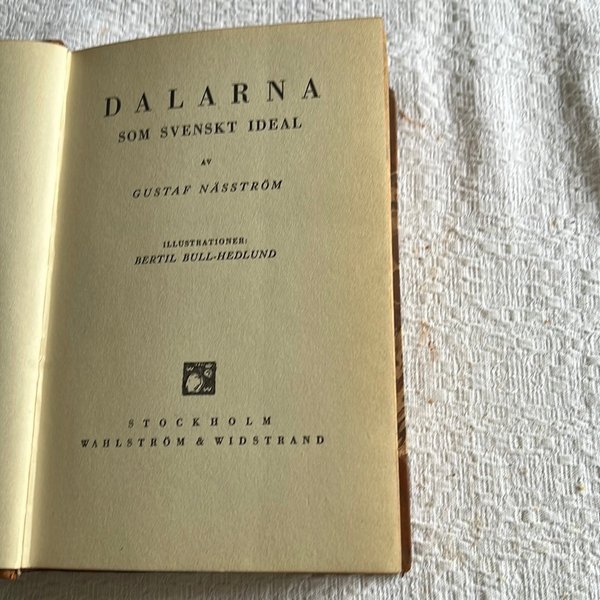 DALARNA
SOM SVENSKT IDEAL
AV
GUSTAF NÄSSTRÖM
ILLUSTRATIONER:
BERTIL BULL-HEDLUND
STOCKHOLM
WAHLSTRÖM & WIDSTRAND